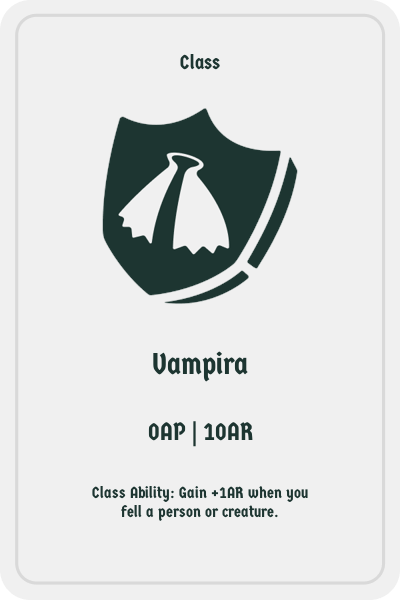 Class
Vampira
0AP | 10AR
Class Ability: Gain +1AR when you
fell a person or creature.